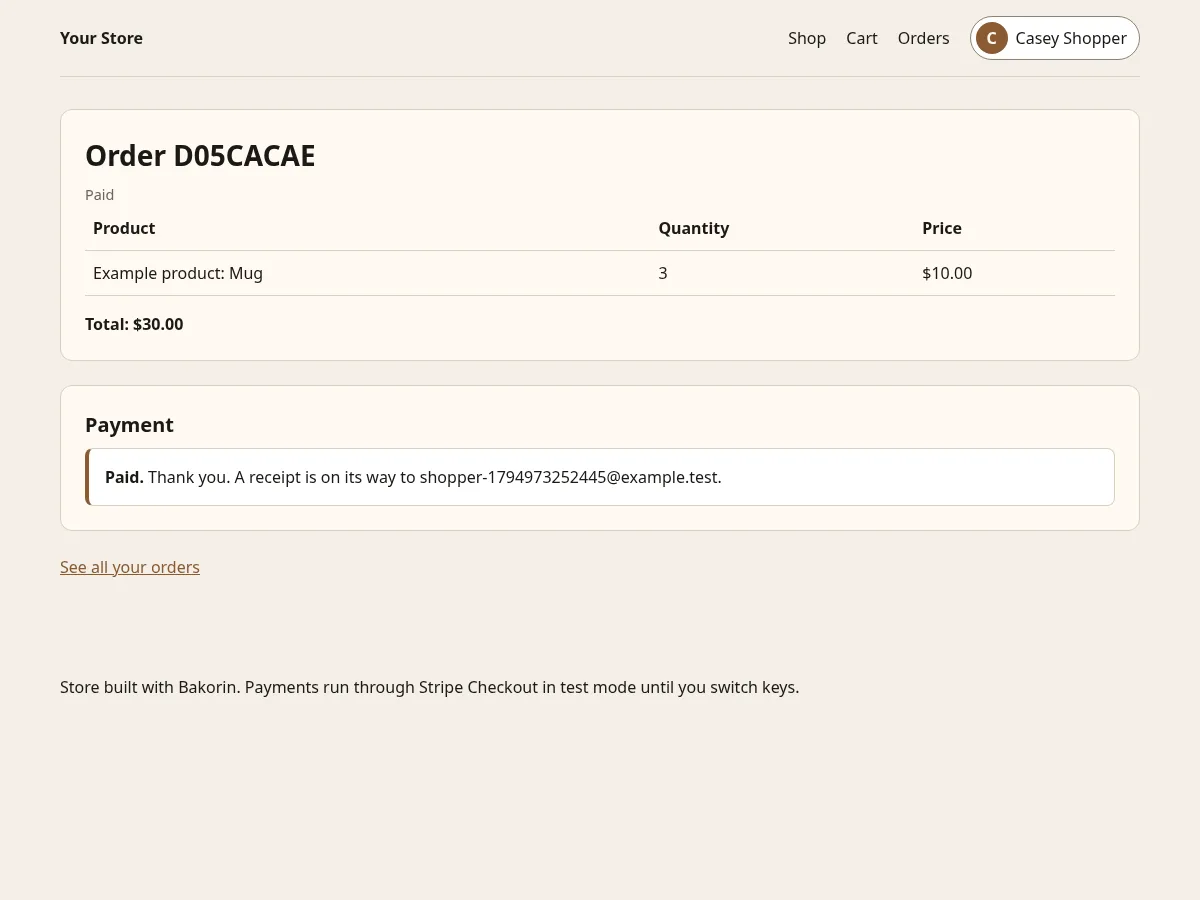 Your Store
Shop Cart Orders C Casey Shopper
Order D05CACAE
Paid
Product Quantity Price
Example product: Mug 3 $10.00
Total: $30.00
Payment
Paid. Thank you. A receipt is on its way to shopper-1794973252445@example.test.
See all your orders
Store built with Bakorin. Payments run through Stripe Checkout in test mode until you switch keys.